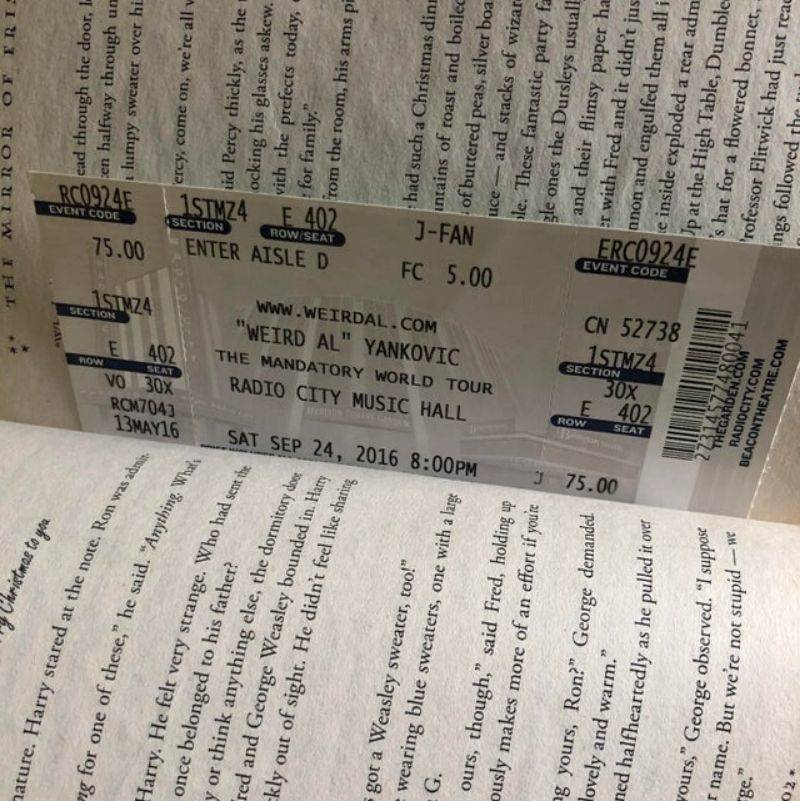 THE MIRROR OF ERIS
ead through the door, l
en halfway through un
lumpy sweater over hi
ercy, come on, we're all
id Percy thickly, as the
ocking his glasses askew.
with the prefects today,
for family."
rom the room, his arms pi
had such a Christmas din
ntains of roast and boiled
of buttered peas, silver boa
uce — and stacks of wizar
le. These fantastic party fa
gle ones the Dursleys usuall
and their flimsy paper ha
er with Fred and it didn't jus
nnon and engulfed them all i
e inside exploded a rear adm
p at the High Table, Dumble
s hat for a flowered bonnet,
rofessor Flitwick had just read
ngs followed the
RC0924E
EVENT CODE
75.00
1STMZ4
SECTION
E 402
ROW SEAT
VO 30X
RCM704J
13MAY16
1STMZ4
SECTION
E 402
ROW/SEAT
J-FAN
ENTER AISLE D
FC 5.00
WWW.WEIRDAL.COM
"WEIRD AL" YANKOVIC
THE MANDATORY WORLD TOUR
RADIO CITY MUSIC HALL
SAT SEP 24, 2016 8:00PM
ERC0924E
EVENT CODE
CN 52738
1STMZ4
SECTION
30X
E 402
ROW SEAT
J 75.00
27314577480041
THEGARDEN.COM
RADIOCITY.COM
BEACONTHEATRE.COM
Christmas to you
nature. Harry stared at the note. Ron was admir
ng for one of these," he said. "Anything. What's
Harry. He felt very strange. Who had sent the
once belonged to his father?
y or think anything else, the dormitory door
red and George Weasley bounded in. Harry
kly out of sight. He didn't feel like sharing
s got a Weasley sweater, too!"
wearing blue sweaters, one with a large
G.
ours, though," said Fred, holding up
ously makes more of an effort if you're
g yours, Ron?" George demanded.
lovely and warm."
ned halfheartedly as he pulled it over
yours," George observed. "I suppose
r name. But we're not stupid — we
ge."